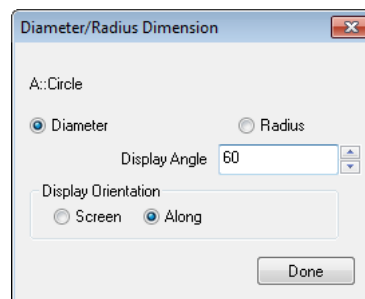 Diameter/Radius Dimension
A::Circle
Diameter Radius
Display Angle 60
Display Orientation
Screen Along
Done